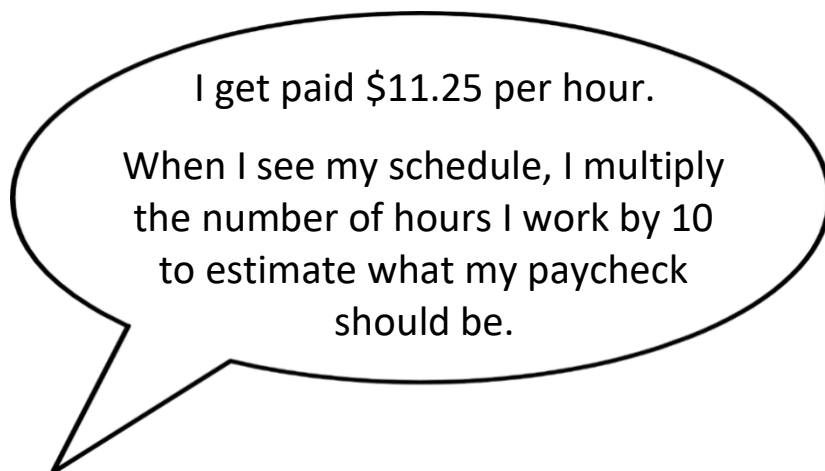 I get paid $11.25 per hour.
When I see my schedule, I multiply
the number of hours I work by 10
to estimate what my paycheck
should be.